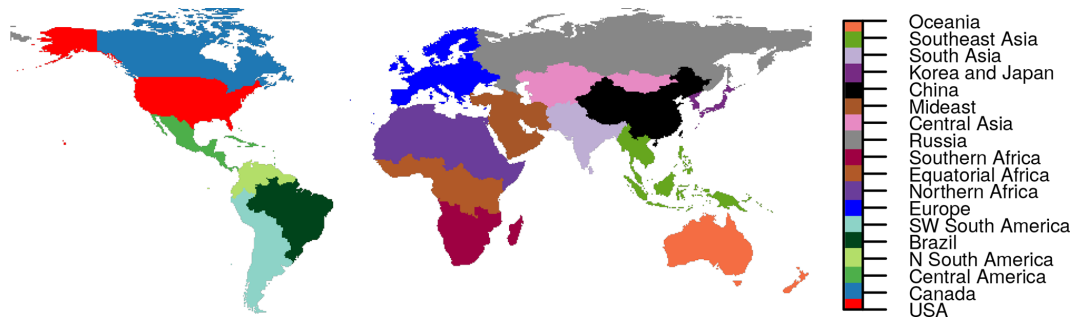 Oceania
Southeast Asia
South Asia
Korea and Japan
China
Mideast
Central Asia
Russia
Southern Africa
Equatorial Africa
Northern Africa
Europe
SW South America
Brazil
N South America
Central America
Canada
USA